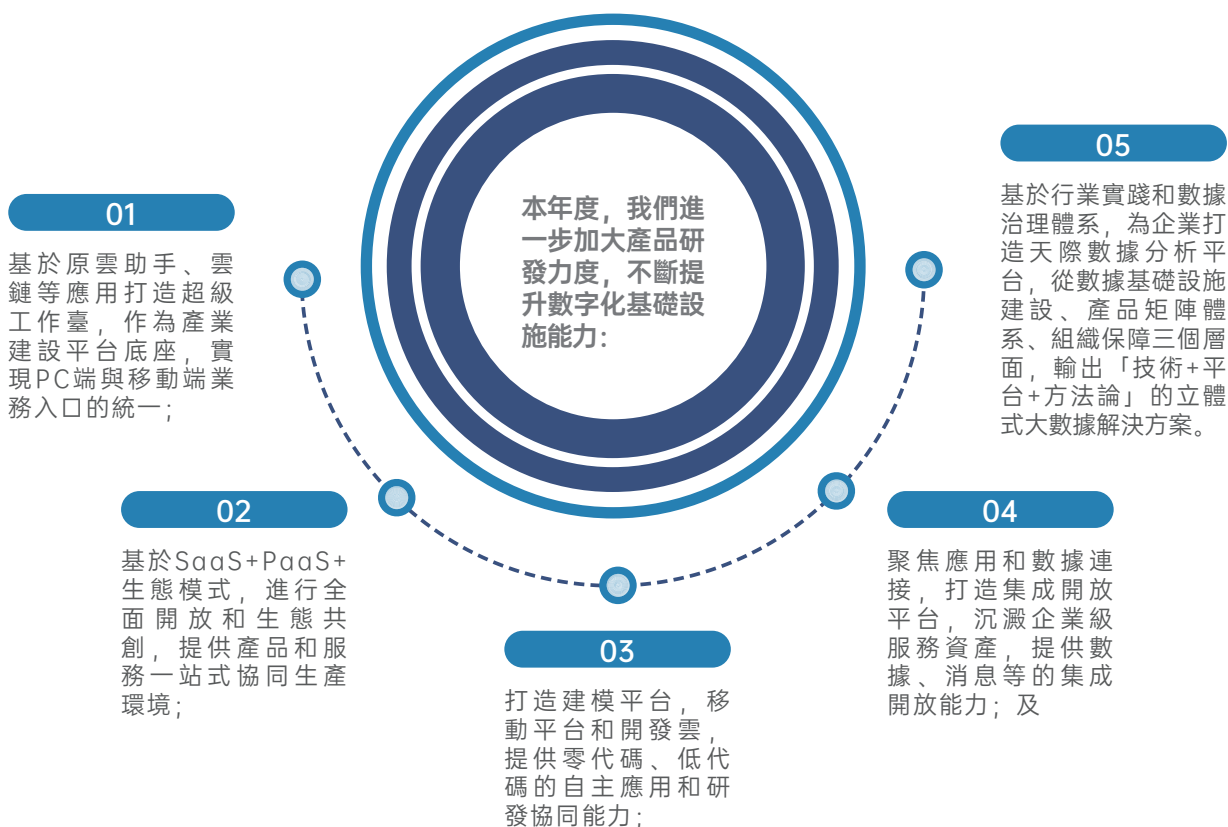 本年度，我們進
一步加大產品研
發力度，不斷提
升數字化基礎設
施能力：
01
基於原雲助手、雲
鏈等應用打造超級
工作臺，作為產業
建設平台底座，實
現PC端與移動端業
務入口的統一；
02
基於SaaS+PaaS+
生態模式，進行全
面開放和生態共
創，提供產品和服
務一站式協同生產
環境；
03
打造建模平台，移
動平台和開發雲，
提供零代碼、低代
碼的自主應用和研
發協同能力；
04
聚焦應用和數據連
接，打造集成開放
平台，沉澱企業級
服務資產，提供數
據、消息等的集成
開放能力；及
05
基於行業實踐和數據
治理體系，為企業打
造天際數據分析平
台，從數據基礎設施
建設、產品矩陣體
系、組織保障三個層
面，輸出「技術+平
台+方法論」的立體
式大數據解決方案。